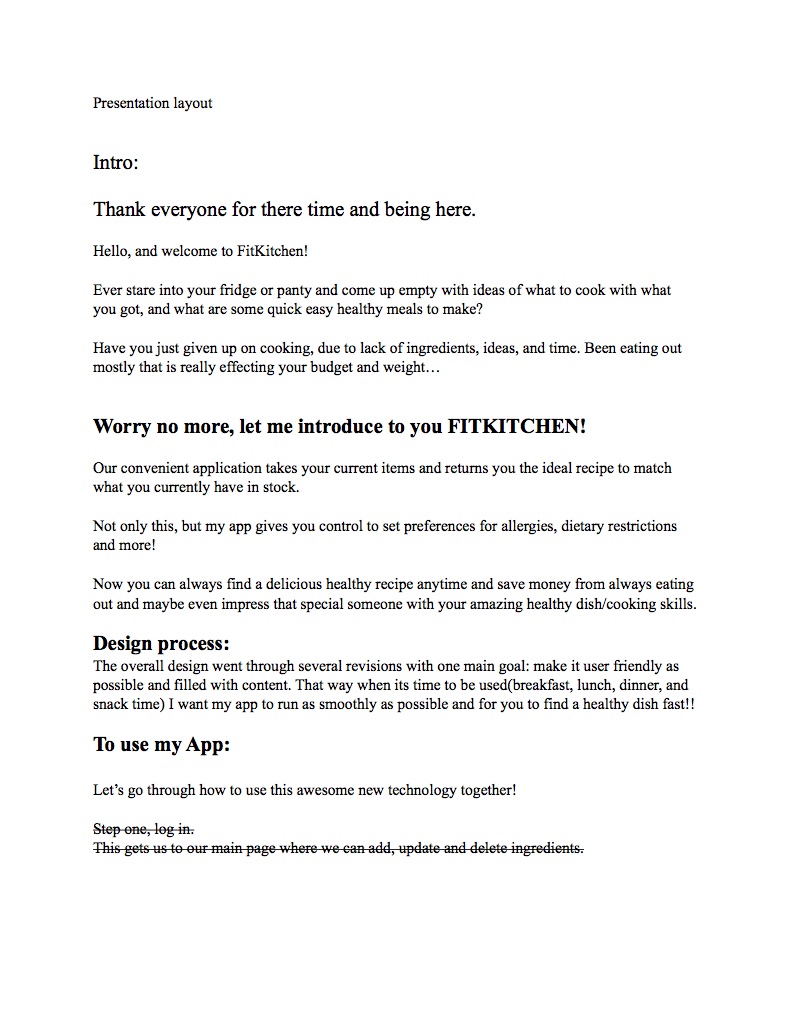 Presentation layout
Intro:
Thank everyone for there time and being here.
Hello, and welcome to FitKitchen!
Ever stare into your fridge or panty and come up empty with ideas of what to cook with what
you got, and what are some quick easy healthy meals to make?
Have you just given up on cooking, due to lack of ingredients, ideas, and time. Been eating out
mostly that is really effecting your budget and weight…
Worry no more, let me introduce to you FITKITCHEN!
Our convenient application takes your current items and returns you the ideal recipe to match
what you currently have in stock.
Not only this, but my app gives you control to set preferences for allergies, dietary restrictions
and more!
Now you can always find a delicious healthy recipe anytime and save money from always eating
out and maybe even impress that special someone with your amazing healthy dish/cooking skills.
Design process:
The overall design went through several revisions with one main goal: make it user friendly as
possible and filled with content. That way when its time to be used(breakfast, lunch, dinner, and
snack time) I want my app to run as smoothly as possible and for you to find a healthy dish fast!!
To use my App:
Let’s go through how to use this awesome new technology together!
Step one, log in.
This gets us to our main page where we can add, update and delete ingredients.